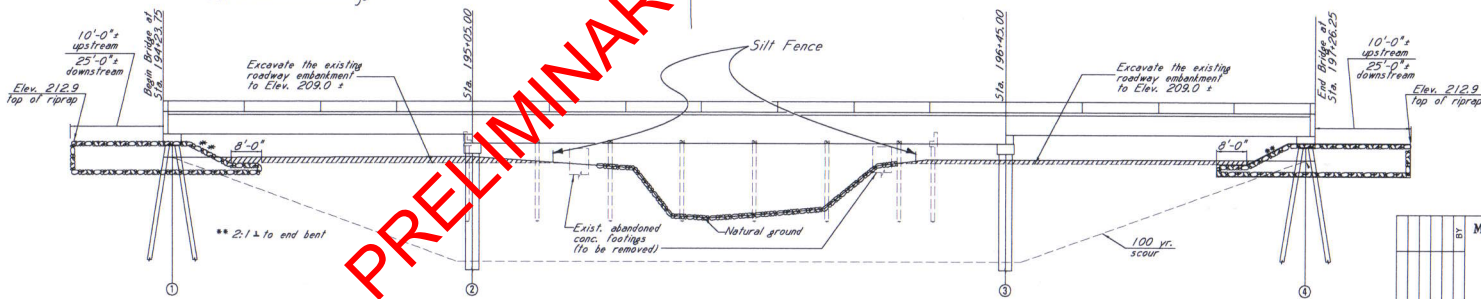 10'-0"±
upstream
25'-0"±
downstream
Elev. 212.9
top of riprap
Begin Bridge at
Sta. 194+23.75
Excavate the existing
roadway embankment
to Elev. 209.0 ±
8'-0"
**
** 2:1 ⊥ to end bent
Sta. 195+05.00
PRELIMINAR
Silt Fence
Exist. abandoned
conc. footings
(to be removed)
Natural ground
Sta. 196+45.00
Excavate the existing
roadway embankment
to Elev. 209.0 ±
8'-0"
**
100 yr.
scour
End Bridge at
Sta. 197+26.25
10'-0"±
upstream
25'-0"±
downstream
Elev. 212.9
top of riprap
BY
M
1
2
3
4